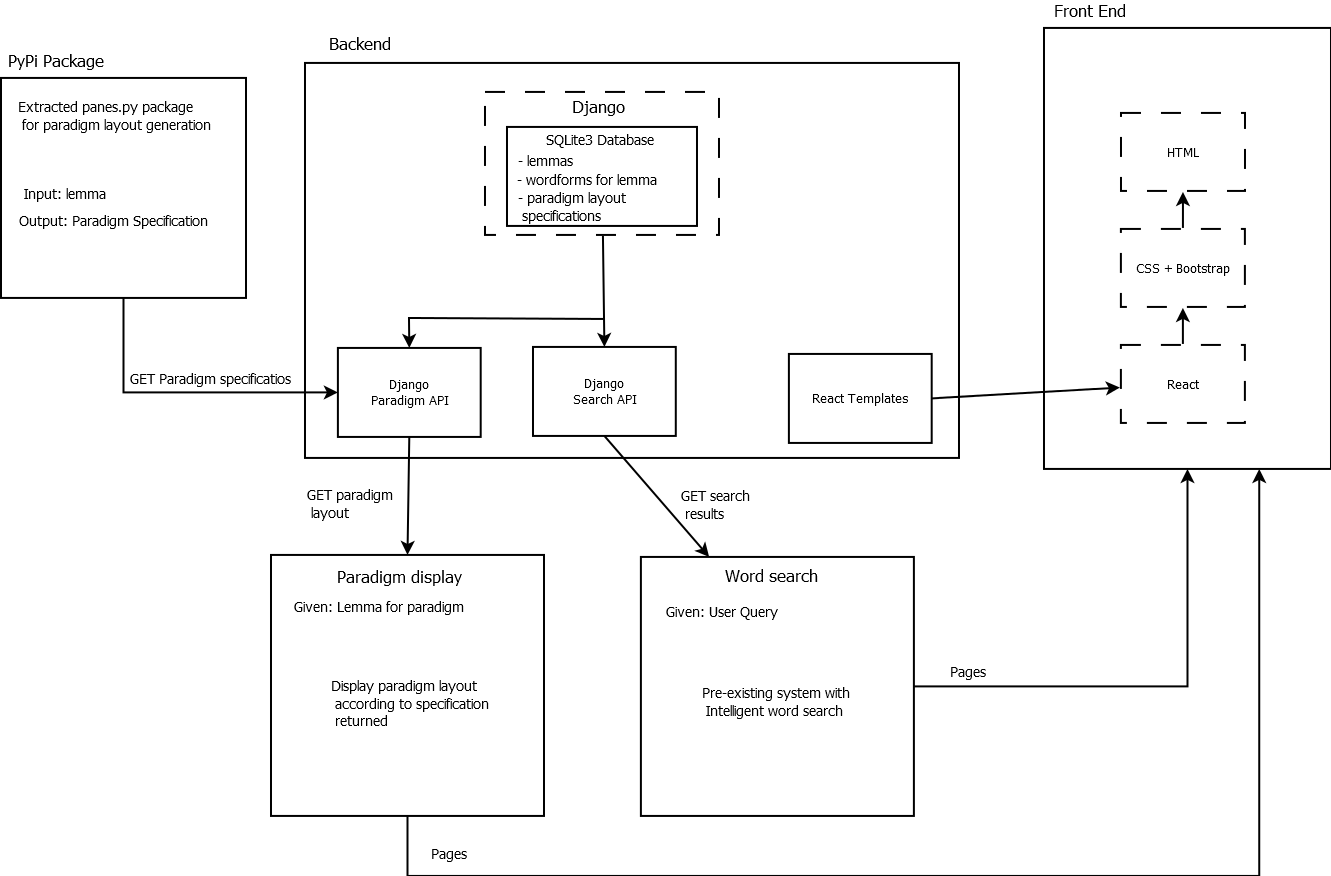 Front End
Backend
PyPi Package
Extracted panes.py package
for paradigm layout generation
Input: lemma
Output: Paradigm Specification
Django
SQLite3 Database
- lemmas
- wordforms for lemma
- paradigm layout
specifications
HTML
CSS + Bootstrap
React
GET Paradigm specificatios
Django
Paradigm API
Django
Search API
React Templates
GET paradigm
layout
GET search
results
Paradigm display
Given: Lemma for paradigm
Display paradigm layout
according to specification
returned
Word search
Given: User Query
Pre-existing system with
Intelligent word search
Pages
Pages